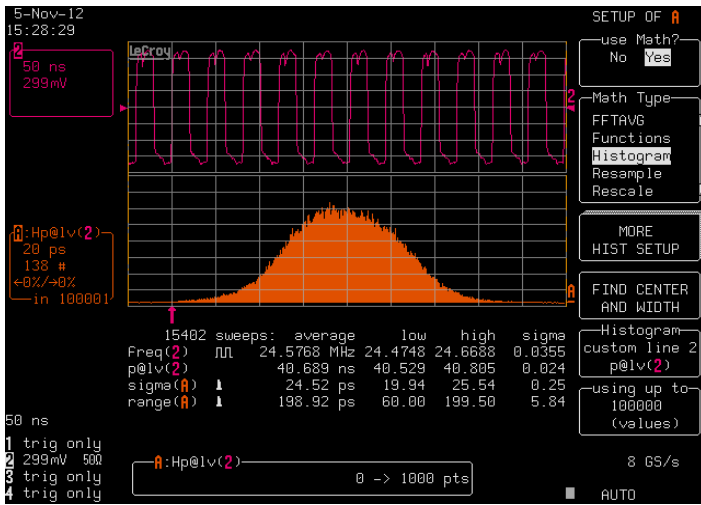 5-Nov-12
15:28:29
2
50 ns
299mV
LeCroy
2
A:Hp@lv(2)
20 ps
138 #
←0%/→0%
in 100001
A
15402 sweeps: average low high sigma
freq(2) 24.5768 MHz 24.4748 24.6688 0.0355
p@lv(2) 40.689 ns 40.529 40.805 0.024
sigma(A) 24.52 ps 19.94 25.54 0.25
range(A) 198.92 ps 60.00 199.50 5.84
50 ns
1 trig only
2 299mV 50Ω
3 trig only
4 trig only
A:Hp@lv(2)
0 -> 1000 pts
SETUP OF A
use Math?
No Yes
Math Type
FFTAVG
Functions
Histogram
Resample
Rescale
MORE
HIST SETUP
FIND CENTER
AND WIDTH
Histogram
custom line 2
p@lv(2)
using up to
100000
(values)
8 GS/s
AUTO